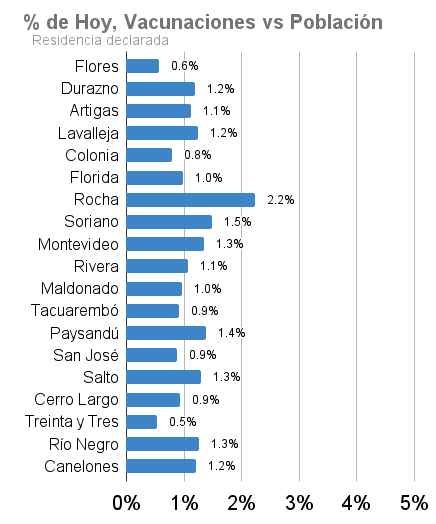 % de Hoy, Vacunaciones vs Población
Residencia declarada
Flores 0.6%
Durazno 1.2%
Artigas 1.1%
Lavalleja 1.2%
Colonia 0.8%
Florida 1.0%
Rocha 2.2%
Soriano 1.5%
Montevideo 1.3%
Rivera 1.1%
Maldonado 1.0%
Tacuarembó 0.9%
Paysandú 1.4%
San José 0.9%
Salto 1.3%
Cerro Largo 0.9%
Treinta y Tres 0.5%
Río Negro 1.3%
Canelones 1.2%
0% 1% 2% 3% 4% 5%